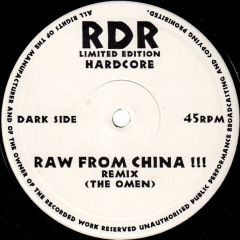 RDR
LIMITED EDITION
HARDCORE
DARK SIDE
45RPM
RAW FROM CHINA !!!
REMIX
(THE OMEN)
ALL RIGHTS OF THE MANUFACTURER AND OF THE OWNER OF THE RECORDED WORK RESERVED UNAUTHORISED PUBLIC PERFORMANCE BROADCASTING AND COPYING PROHIBITED.